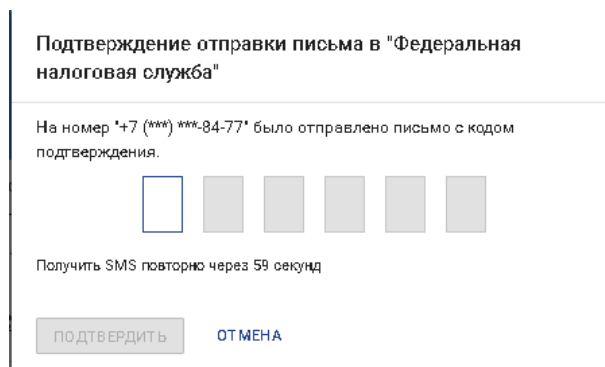 Подтверждение отправки письма в "Федеральная
налоговая служба"
На номер "+7 (***) ***-84-77" было отправлено письмо с кодом
подтверждения.
Получить SMS повторно через 59 секунд
ПОДТВЕРДИТЬ ОТМЕНА